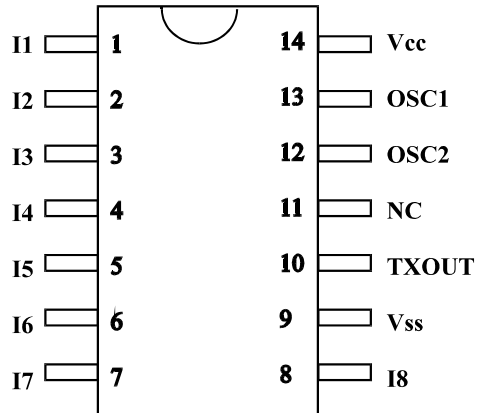 I1 1 14 Vcc
I2 2 13 OSC1
I3 3 12 OSC2
I4 4 11 NC
I5 5 10 TXOUT
I6 6 9 Vss
I7 7 8 I8